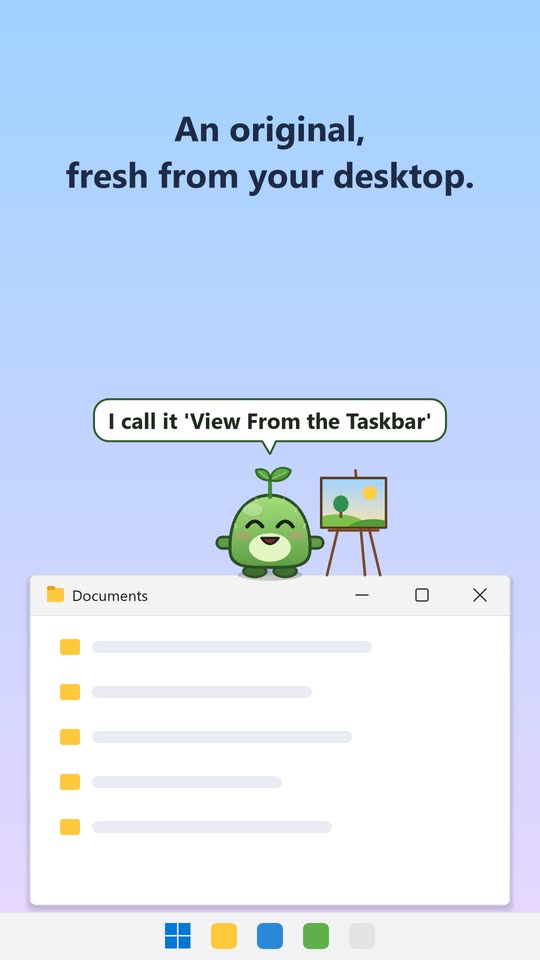 An original,
fresh from your desktop.
I call it 'View From the Taskbar'
Documents